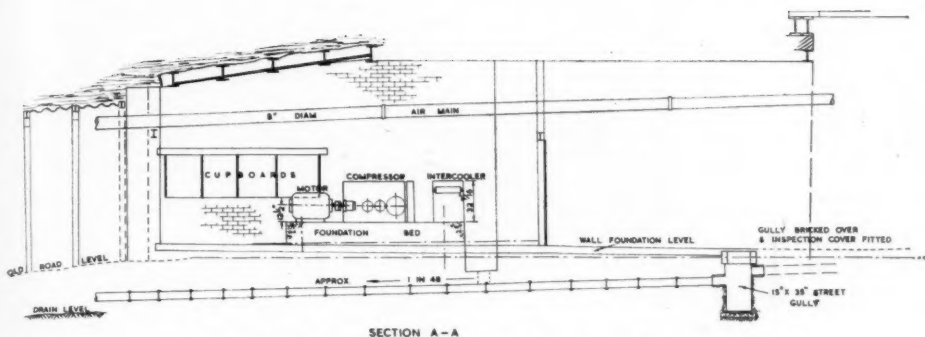 8" DIAM AIR MAIN
CUPBOARDS
MOTOR
COMPRESSOR
INTERCOOLER
FOUNDATION BED
WALL FOUNDATION LEVEL
GULLY BRICKED OVER
& INSPECTION COVER FITTED
OLD ROAD LEVEL
APPROX 1 IN 48
15" X 35" STREET
GULLY
DRAIN LEVEL
SECTION A-A